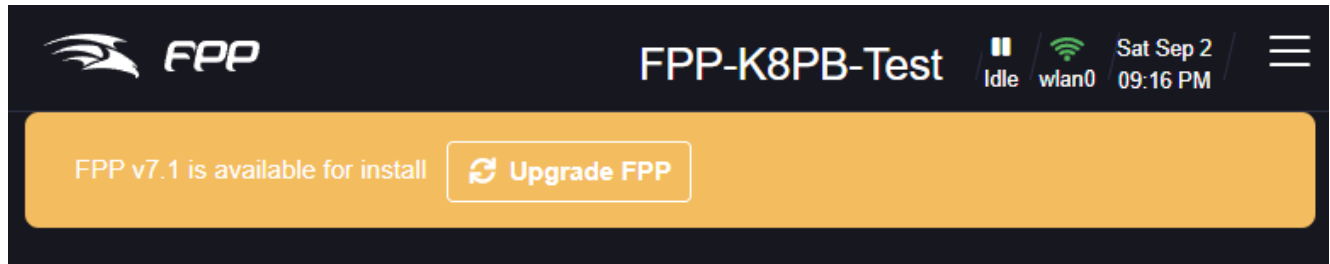 FPP
FPP-K8PB-Test
Idle
wlan0
Sat Sep 2
09:16 PM
FPP v7.1 is available for install
Upgrade FPP